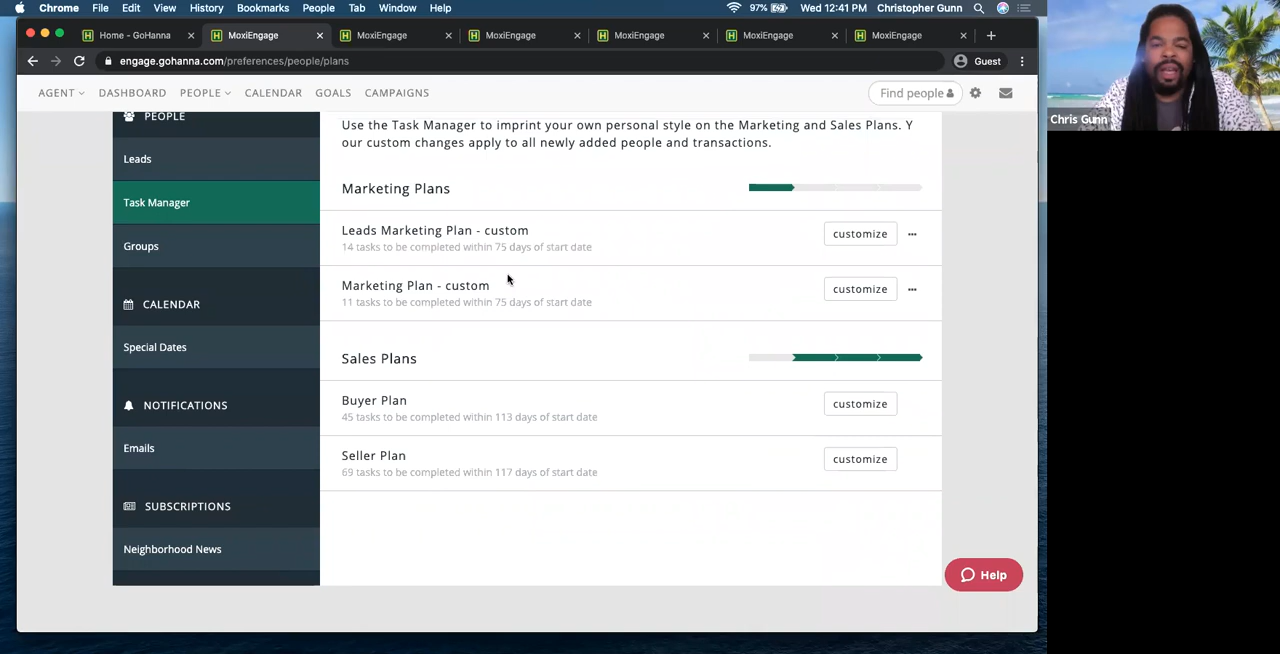 Chrome File Edit View History Bookmarks People Tab Window Help 97% Wed 12:41 PM Christopher Gunn
Home - GoHanna MoxiEngage MoxiEngage MoxiEngage MoxiEngage MoxiEngage MoxiEngage
engage.gohanna.com/preferences/people/plans Guest
AGENT DASHBOARD PEOPLE CALENDAR GOALS CAMPAIGNS Find people
PEOPLE
Leads
Task Manager
Groups
CALENDAR
Special Dates
NOTIFICATIONS
Emails
SUBSCRIPTIONS
Neighborhood News
Use the Task Manager to imprint your own personal style on the Marketing and Sales Plans. Y
our custom changes apply to all newly added people and transactions.
Marketing Plans
Leads Marketing Plan - custom
14 tasks to be completed within 75 days of start date
customize
Marketing Plan - custom
11 tasks to be completed within 75 days of start date
customize
Sales Plans
Buyer Plan
45 tasks to be completed within 113 days of start date
customize
Seller Plan
69 tasks to be completed within 117 days of start date
customize
Help
Chris Gunn